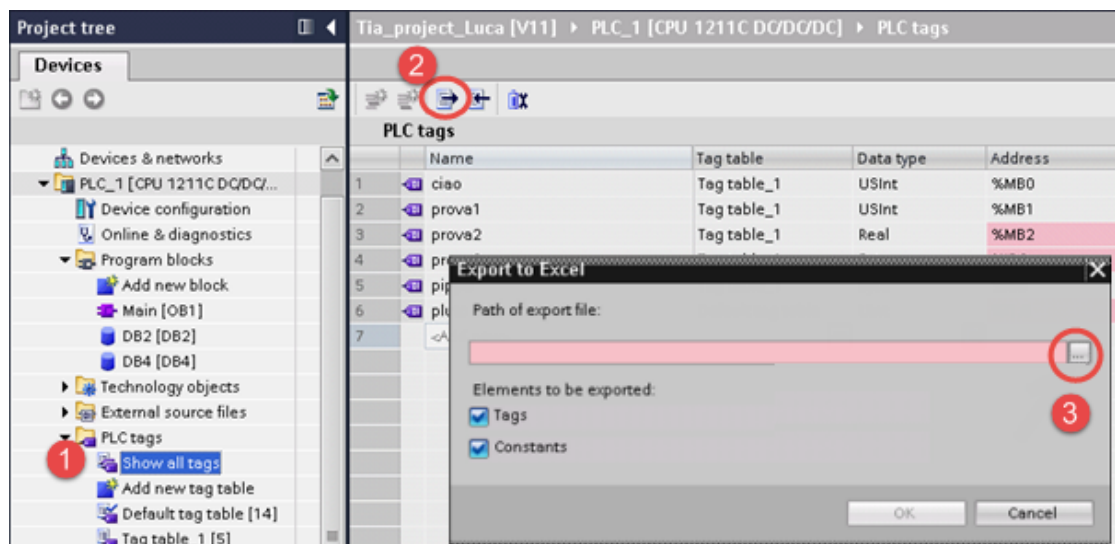 Project tree
Devices
Devices & networks
PLC_1 [CPU 1211C DC/DC/...
Device configuration
Online & diagnostics
Program blocks
Add new block
Main [OB1]
DB2 [DB2]
DB4 [DB4]
Technology objects
External source files
PLC tags
1
Show all tags
Add new tag table
Default tag table [14]
Tag table_1 [5]
Tia_project_Luca [V11] PLC_1 [CPU 1211C DC/DC/DC] PLC tags
2
PLC tags
Name Tag table Data type Address
1 ciao Tag table_1 USInt %MB0
2 prova1 Tag table_1 USInt %MB1
3 prova2 Tag table_1 Real %MB2
4
5
6
7
Export to Excel
Path of export file:
...
3
Elements to be exported:
Tags
Constants
OK Cancel